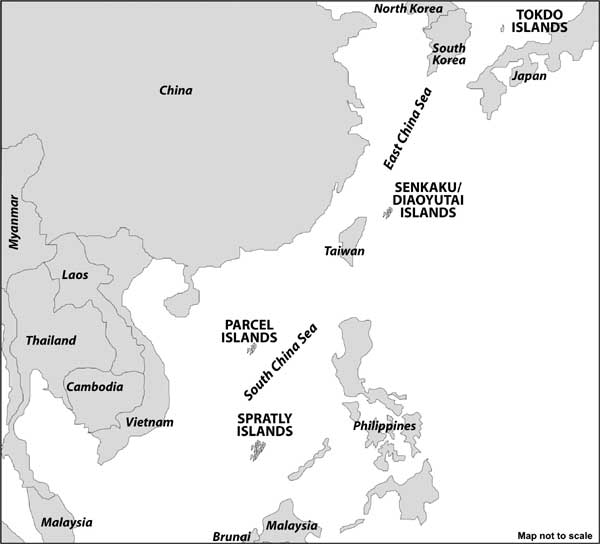 North Korea
TOKDO
ISLANDS
South
Korea
Japan
China
East China Sea
SENKAKU/
DIAOYUTAI
ISLANDS
Myanmar
Taiwan
Laos
PARCEL
ISLANDS
South China Sea
Thailand
Cambodia
Vietnam
SPRATLY
ISLANDS
Philippines
Malaysia
Malaysia
Brunai
Map not to scale